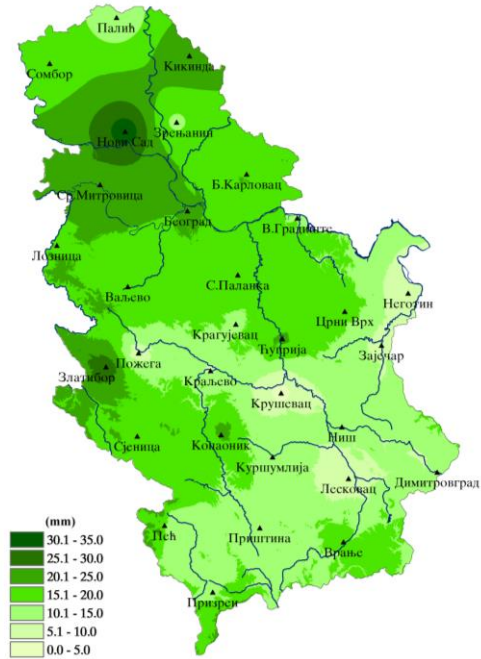 Палић
Кикинда
Сомбор
Зрењанин
Нови Сад
Б.Карловац
Ср.Митровица
Београд
В.Градиште
Лозница
С.Паланка
Ваљево
Неготин
Црни Врх
Крагујевац
Ћуприја
Зајечар
Пожега
Златибор
Краљево
Крушевац
Ниш
Копаоник
Сјеница
Куршумлија
Димитровград
Лесковац
(mm)
30.1 - 35.0
25.1 - 30.0
20.1 - 25.0
15.1 - 20.0
10.1 - 15.0
5.1 - 10.0
0.0 - 5.0
Пећ
Приштина
Врање
Призрен